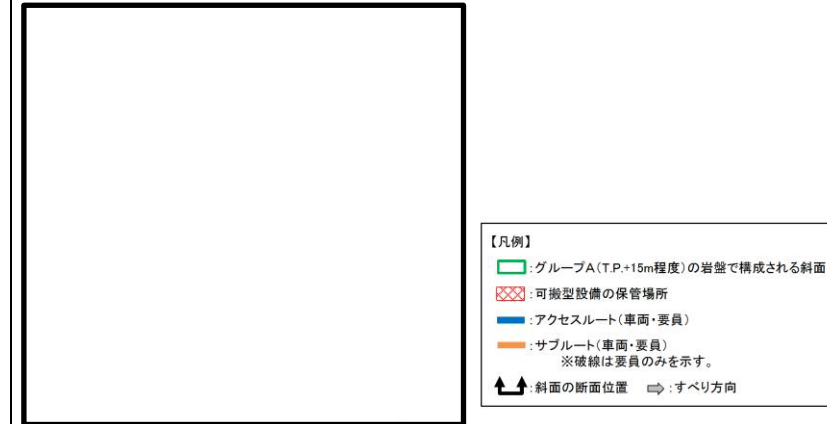 【凡例】
:グループA(T.P.+15m程度)の岩盤で構成される斜面
:可搬型設備の保管場所
:アクセスルート(車両・要員)
:サブルート(車両・要員)
※破線は要員のみを示す。
:斜面の断面位置 :すべり方向